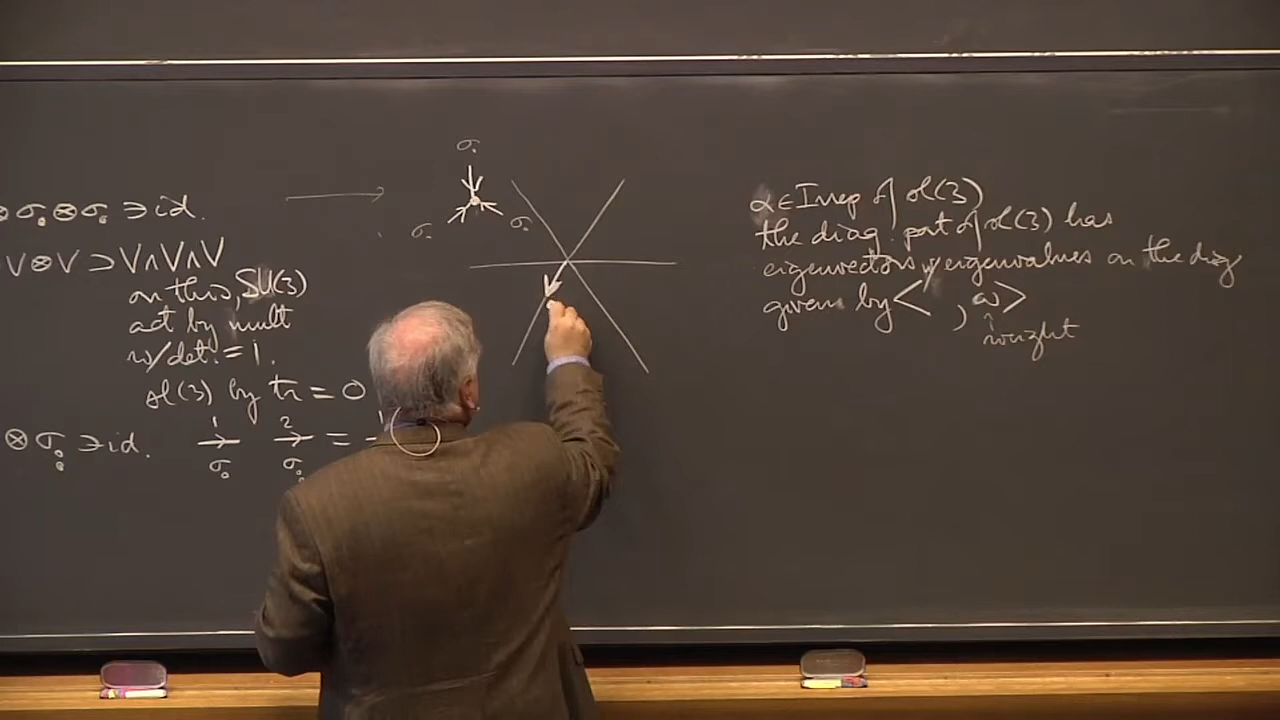 ⊗ σ₀ ⊗ σ₀ ∋ id.
V ⊗ V ⊃ V ∧ V ∧ V
on this, SU(3)
act by mult
w/det. = 1.
sl(3) by tr = 0
⊗ σ₀ ∋ id.
1 2 =
σ₀ σ₀
σ₀
σ₀ σ₀
α ∈ Irrep of sl(3)
the diag. part of sl(3) has
eigenvectors w/ eigenvalues on the diag
given by < , ω>
weight